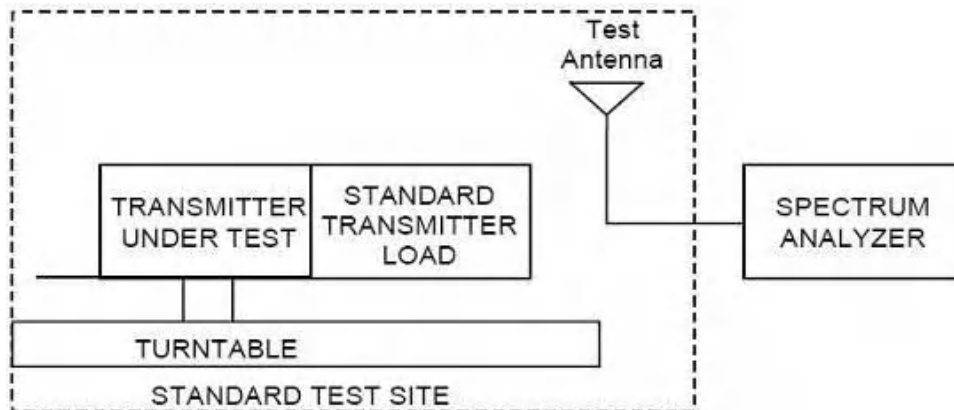 Test
Antenna
TRANSMITTER
UNDER TEST
STANDARD
TRANSMITTER
LOAD
SPECTRUM
ANALYZER
TURNTABLE
STANDARD TEST SITE